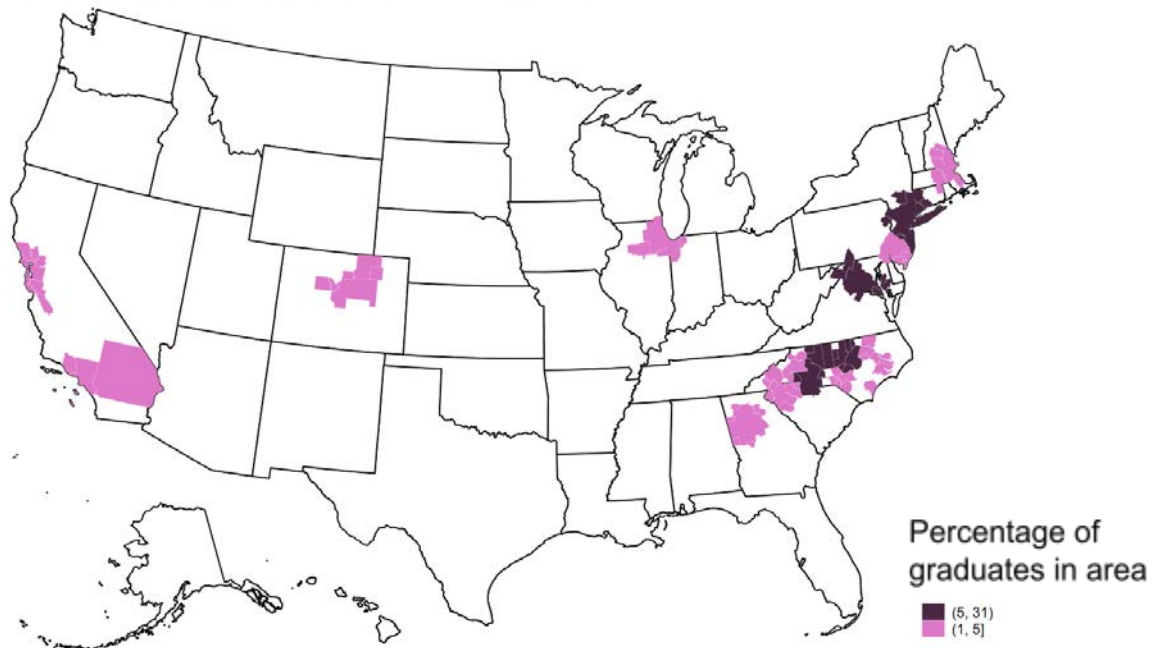 Percentage of
graduates in area
(5, 31)
(1, 5]